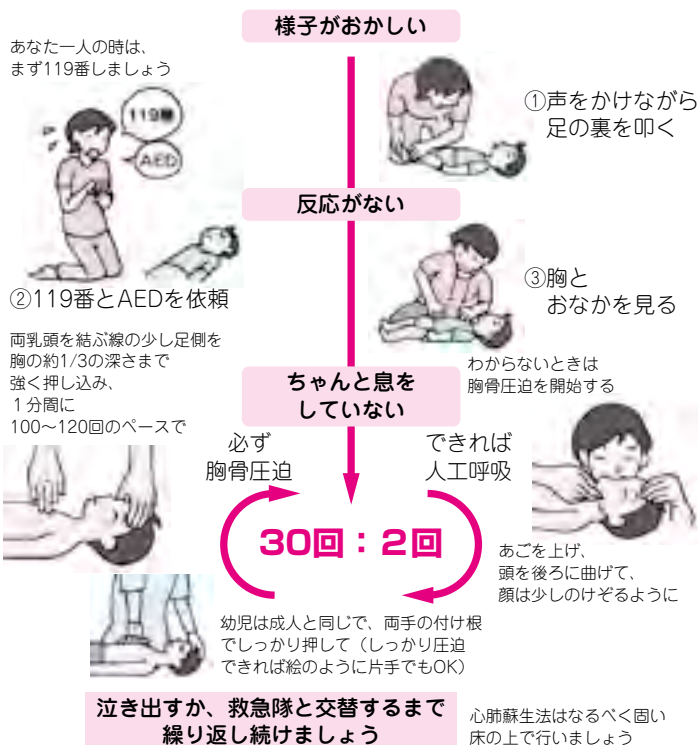 様子がおかしい
あなた一人の時は、
まず119番しましょう
119番
AED
①声をかけながら
足の裏を叩く
反応がない
②119番とAEDを依頼
③胸と
おなかを見る
両乳頭を結ぶ線の少し足側を
胸の約1/3の深さまで
強く押し込み、
１分間に
100〜120回のペースで
わからないときは
胸骨圧迫を開始する
ちゃんと息を
していない
必ず
胸骨圧迫
できれば
人工呼吸
30回：2回
あごを上げ、
頭を後ろに曲げて、
顔は少しのけぞるように
幼児は成人と同じで、両手の付け根
でしっかり押して（しっかり圧迫
できれば絵のように片手でもOK）
泣き出すか、救急隊と交替するまで
繰り返し続けましょう
心肺蘇生法はなるべく固い
床の上で行いましょう